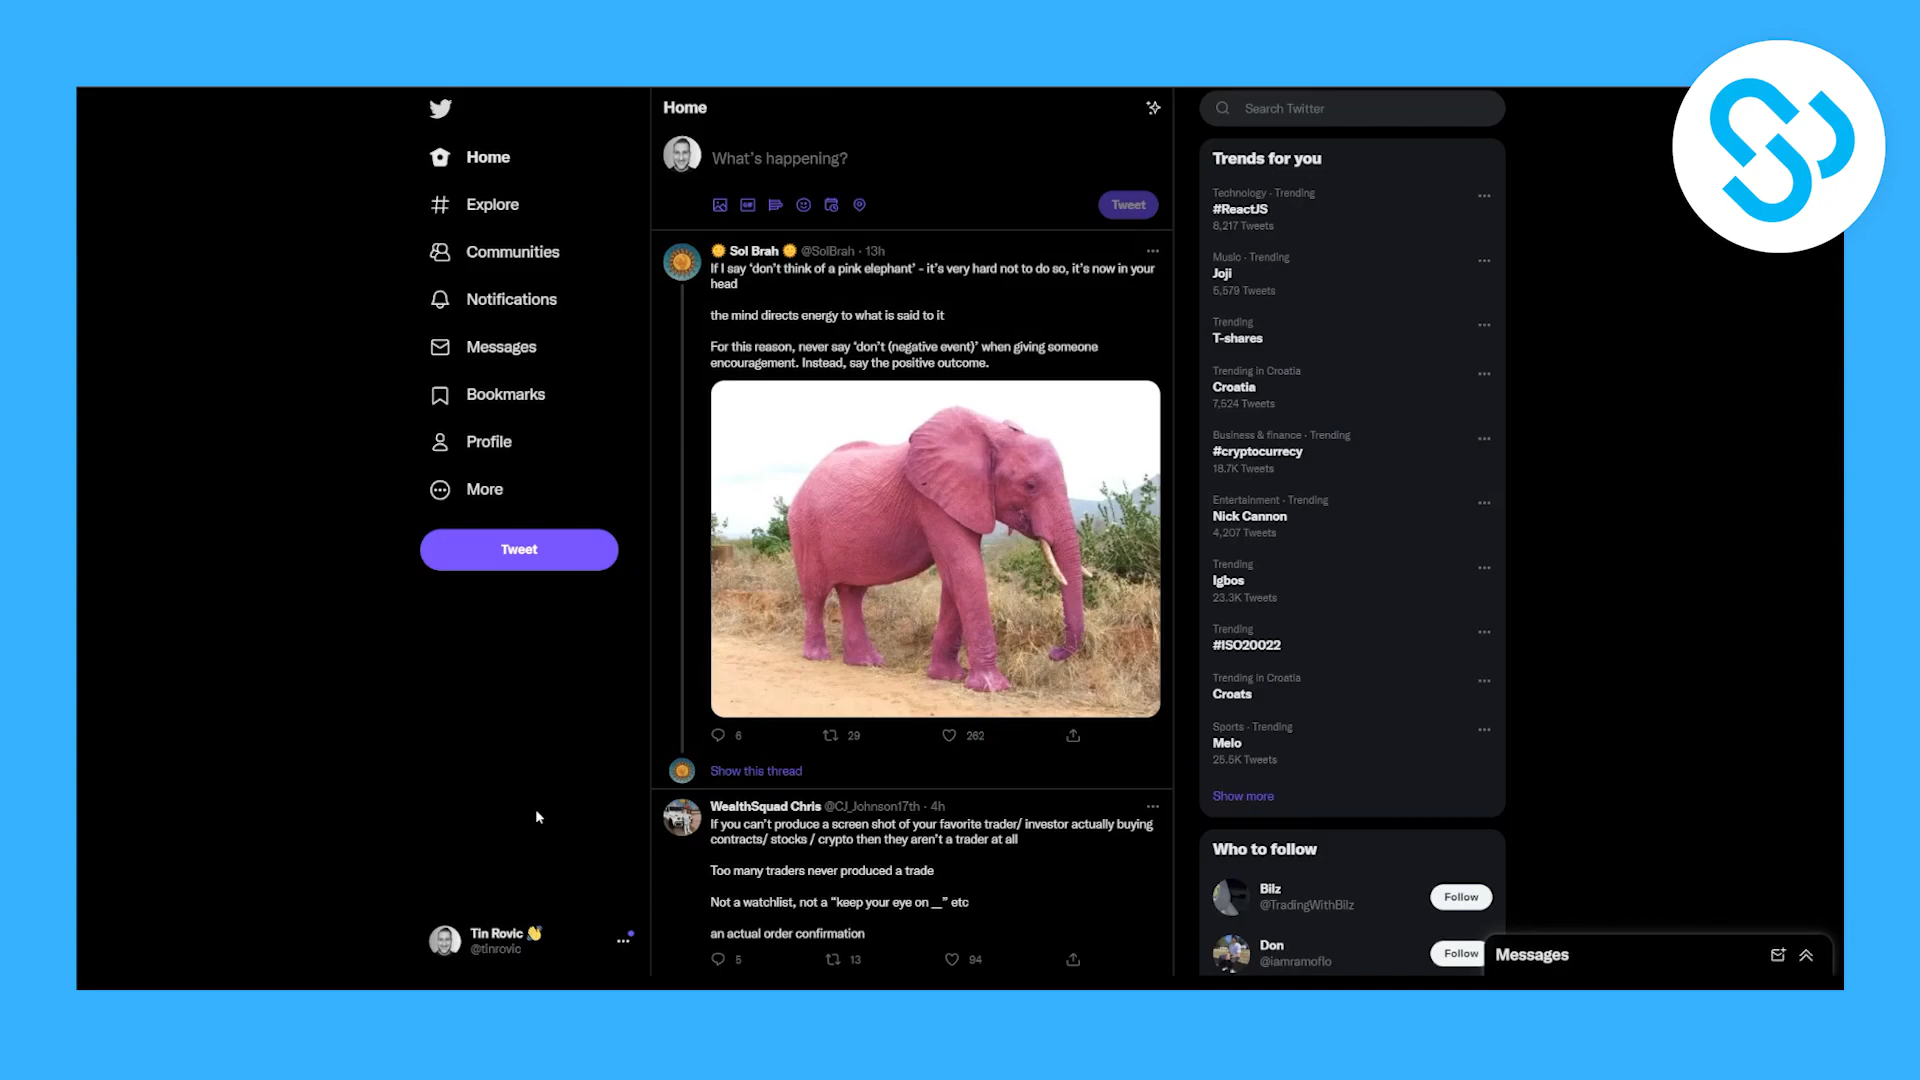 Home
Explore
Communities
Notifications
Messages
Bookmarks
Profile
More
Tweet
Tin Rovic 👋
@tinrovic
Home
What's happening?
GIF
Tweet
🌞 Sol Brah 🌞 @SolBrah · 13h
If I say ‘don’t think of a pink elephant’ - it’s very hard not to do so, it’s now in your
head
the mind directs energy to what is said to it
For this reason, never say ‘don’t (negative event)’ when giving someone
encouragement. Instead, say the positive outcome.
6 29 262
Show this thread
WealthSquad Chris @CJ_Johnson17th · 4h
If you can’t produce a screen shot of your favorite trader/ investor actually buying
contracts/ stocks / crypto then they aren’t a trader at all
Too many traders never produced a trade
Not a watchlist, not a “keep your eye on __” etc
an actual order confirmation
5 13 94
Search Twitter
Trends for you
Technology · Trending
#ReactJS
8,217 Tweets
Music · Trending
Joji
5,579 Tweets
Trending
T-shares
Trending in Croatia
Croatia
7,524 Tweets
Business & finance · Trending
#cryptocurrecy
18.7K Tweets
Entertainment · Trending
Nick Cannon
4,207 Tweets
Trending
Igbos
23.3K Tweets
Trending
#ISO20022
Trending in Croatia
Croats
Sports · Trending
Melo
25.5K Tweets
Show more
Who to follow
Bilz
@TradingWithBilz
Follow
Don
@iamramoflo
Follow
Messages